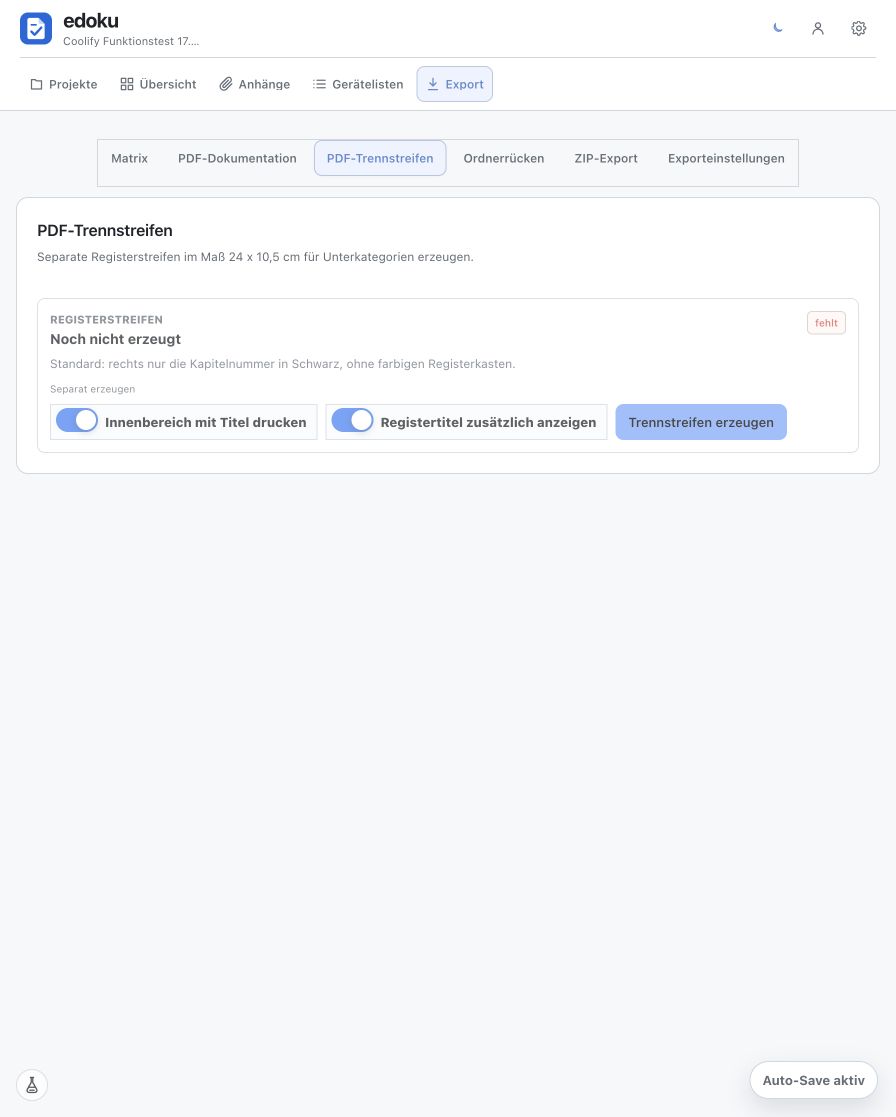 edoku
Coolify Funktionstest 17....
Projekte
Übersicht
Anhänge
Gerätelisten
Export
Matrix
PDF-Dokumentation
PDF-Trennstreifen
Ordnerrücken
ZIP-Export
Exporteinstellungen
PDF-Trennstreifen
Separate Registerstreifen im Maß 24 x 10,5 cm für Unterkategorien erzeugen.
REGISTERSTREIFEN
fehlt
Noch nicht erzeugt
Standard: rechts nur die Kapitelnummer in Schwarz, ohne farbigen Registerkasten.
Separat erzeugen
Innenbereich mit Titel drucken
Registertitel zusätzlich anzeigen
Trennstreifen erzeugen
Auto-Save aktiv